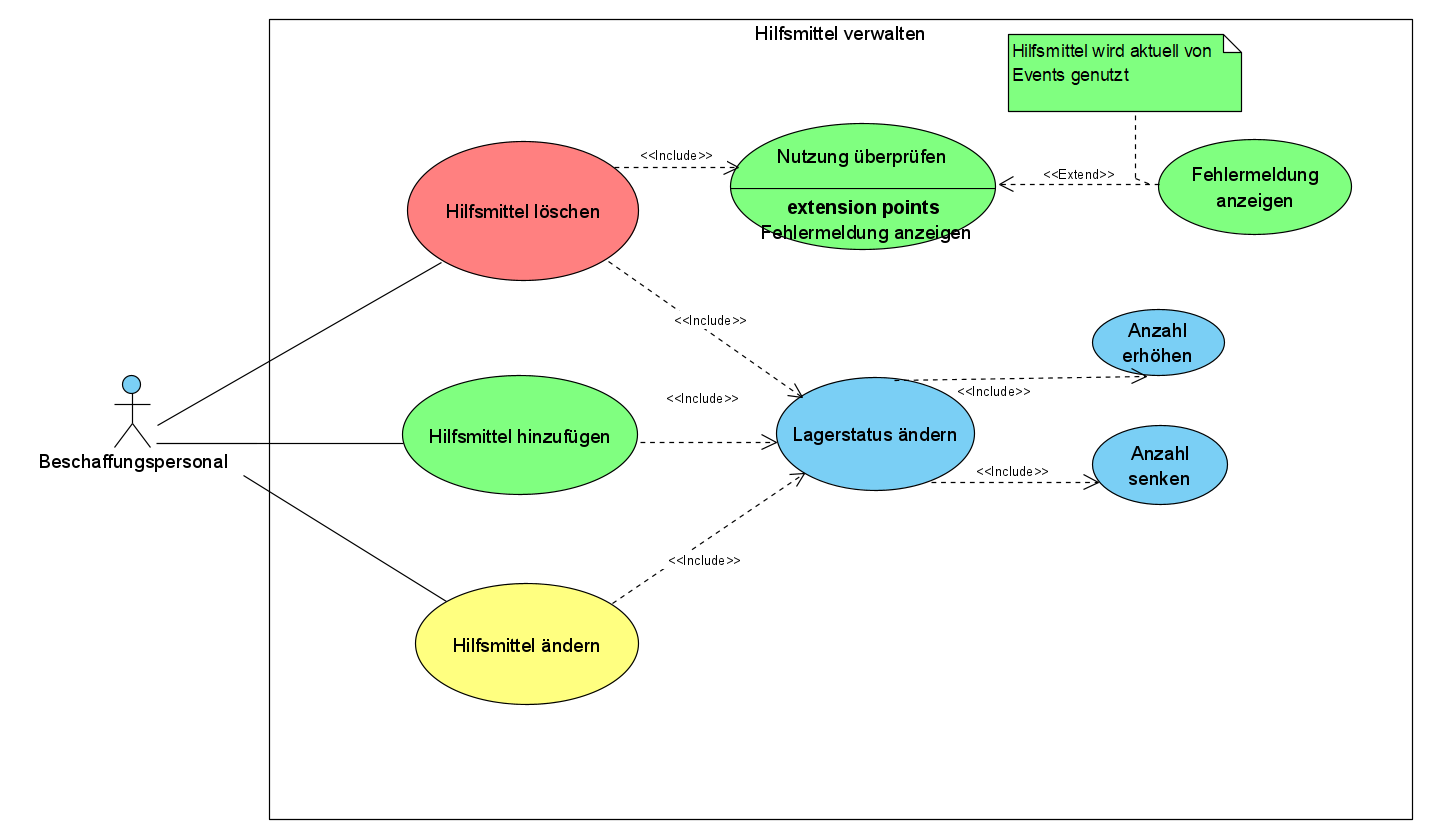 Hilfsmittel verwalten
Hilfsmittel wird aktuell von
Events genutzt
<<Include>>
Nutzung überprüfen
extension points
Fehlermeldung anzeigen
<<Extend>>
Fehlermeldung
anzeigen
Hilfsmittel löschen
<<Include>>
Anzahl
erhöhen
<<Include>>
<<Include>>
Hilfsmittel hinzufügen
Lagerstatus ändern
Beschaffungspersonal
<<Include>>
Anzahl
senken
<<Include>>
Hilfsmittel ändern